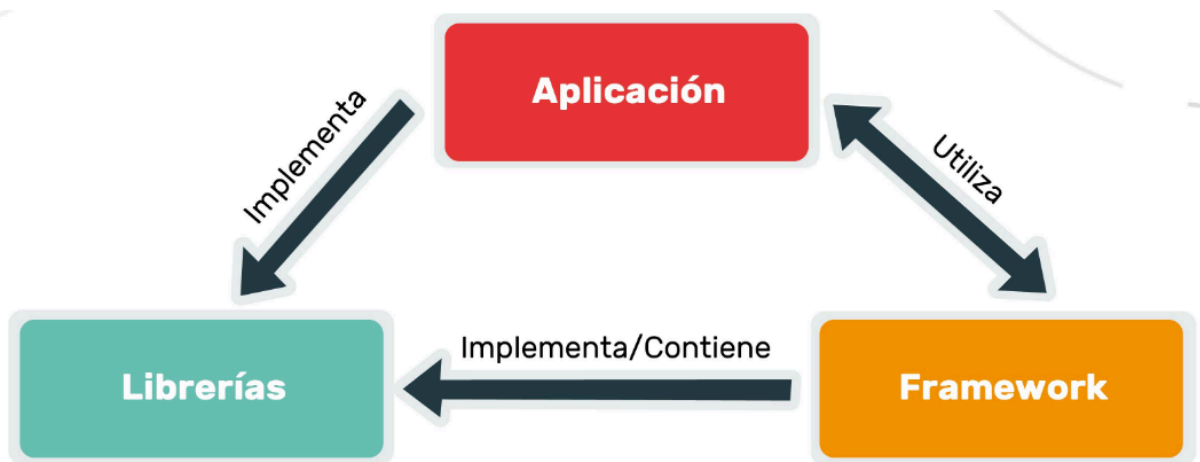 Aplicación
Implementa
Utiliza
Implementa/Contiene
Librerías
Framework